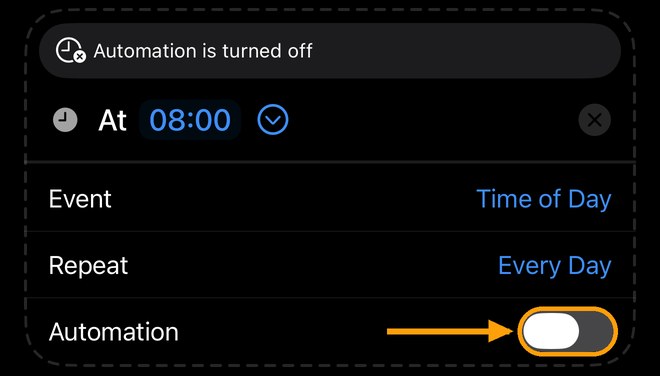 Automation is turned off
At 08:00
Event Time of Day
Repeat Every Day
Automation